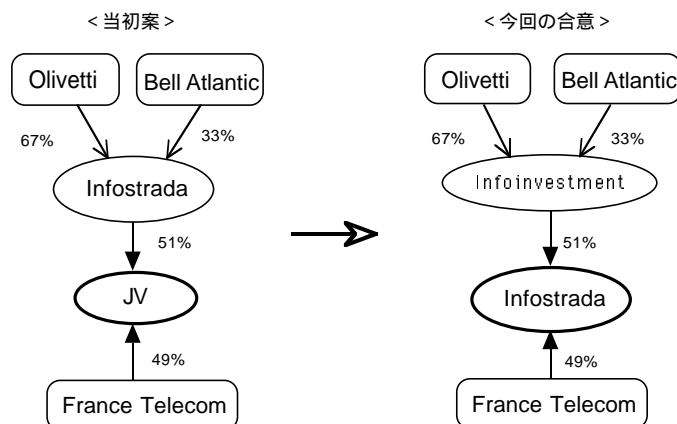 <当初案>
Olivetti
Bell Atlantic
67%
33%
Infostrada
51%
JV
49%
France Telecom
<今回の合意>
Olivetti
Bell Atlantic
67%
33%
Infoinvestment
51%
Infostrada
49%
France Telecom